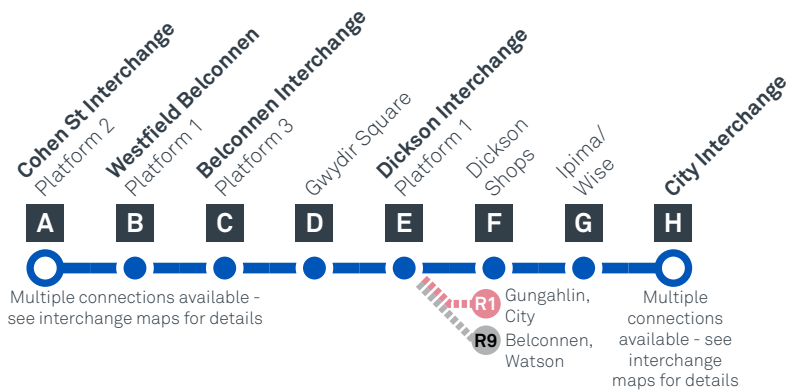 Cohen St Interchange
Platform 2
Westfield Belconnen
Platform 1
Belconnen Interchange
Platform 3
Gwydir Square
Dickson Interchange
Platform 1
Dickson
Shops
Ipima/
Wise
City Interchange
A
B
C
D
E
F
G
H
Multiple connections available -
see interchange maps for details
R1
Gungahlin,
City
R9
Belconnen,
Watson
Multiple
connections
available - see
interchange
maps for details